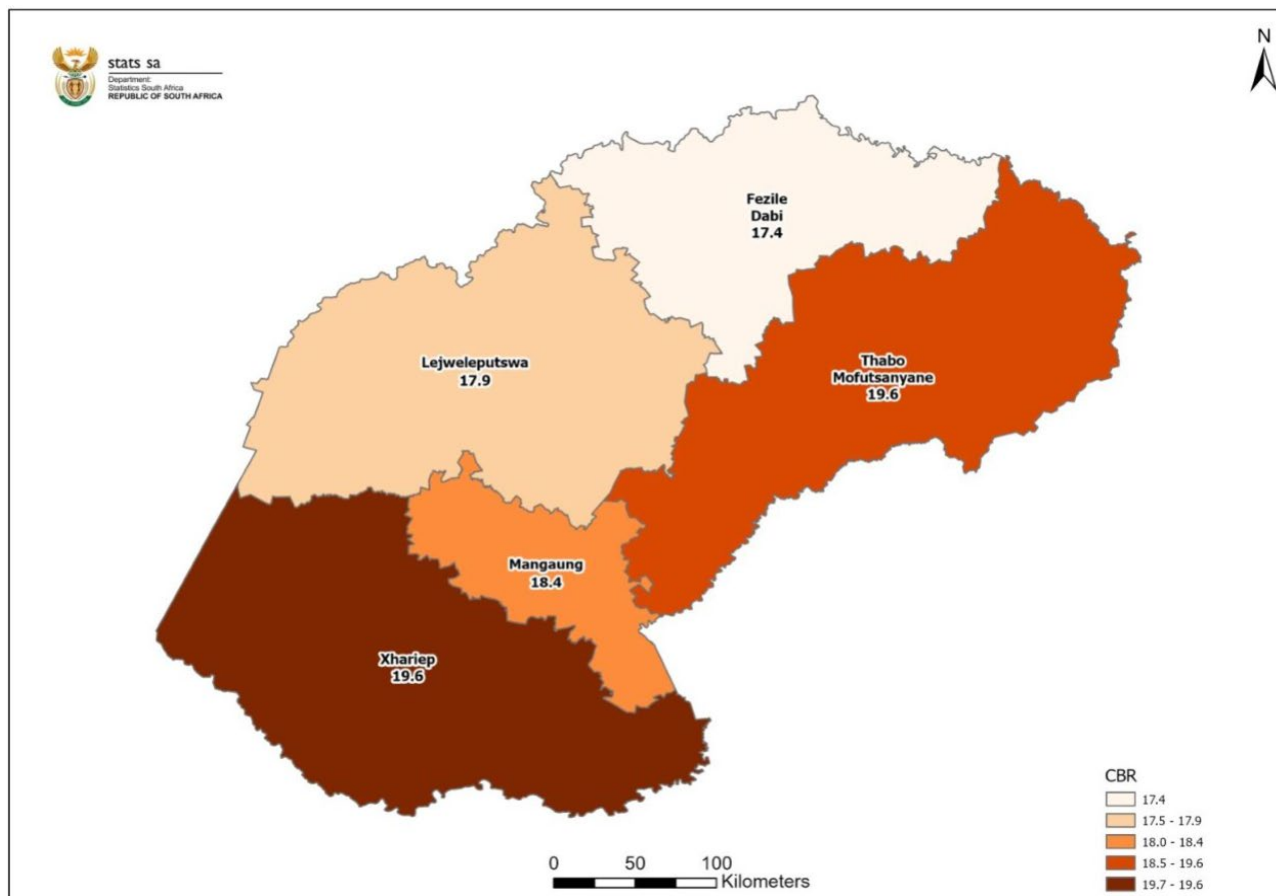 stats sa
Department:
Statistics South Africa
REPUBLIC OF SOUTH AFRICA
N
Fezile
Dabi
17.4
Lejweleputswa
17.9
Thabo
Mofutsanyane
19.6
Mangaung
18.4
Xhariep
19.6
CBR
17.4
17.5 - 17.9
18.0 - 18.4
18.5 - 19.6
19.7 - 19.6
0 50 100
Kilometers